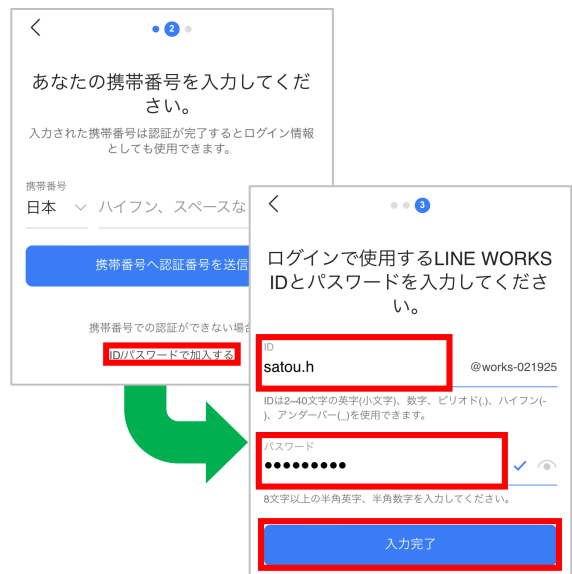 2
あなたの携帯番号を入力してくだ
さい。
入力された携帯番号は認証が完了するとログイン情報
としても使用できます。
携帯番号
日本 ハイフン、スペースな
携帯番号へ認証番号を送信
携帯番号での認証ができない場合
ID/パスワードで加入する
3
ログインで使用するLINE WORKS
IDとパスワードを入力してくださ
い。
ID
satou.h @works-021925
IDは2~40文字の英字(小文字)、数字、ピリオド(.)、ハイフン(-
)、アンダーバー(_)を使用できます。
パスワード
●●●●●●●●●
8文字以上の半角英字、半角数字を入力してください。
入力完了